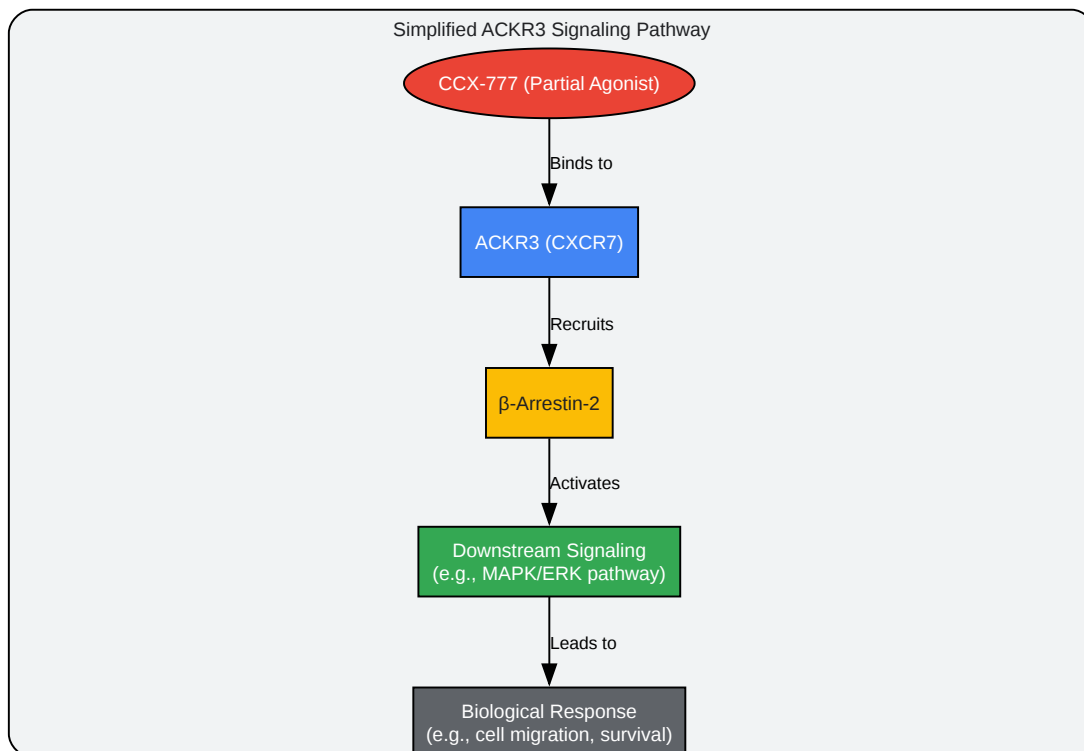 Simplified ACKR3 Signaling Pathway
CCX-777 (Partial Agonist)
Binds to
ACKR3 (CXCR7)
Recruits
β-Arrestin-2
Activates
Downstream Signaling
(e.g., MAPK/ERK pathway)
Leads to
Biological Response
(e.g., cell migration, survival)